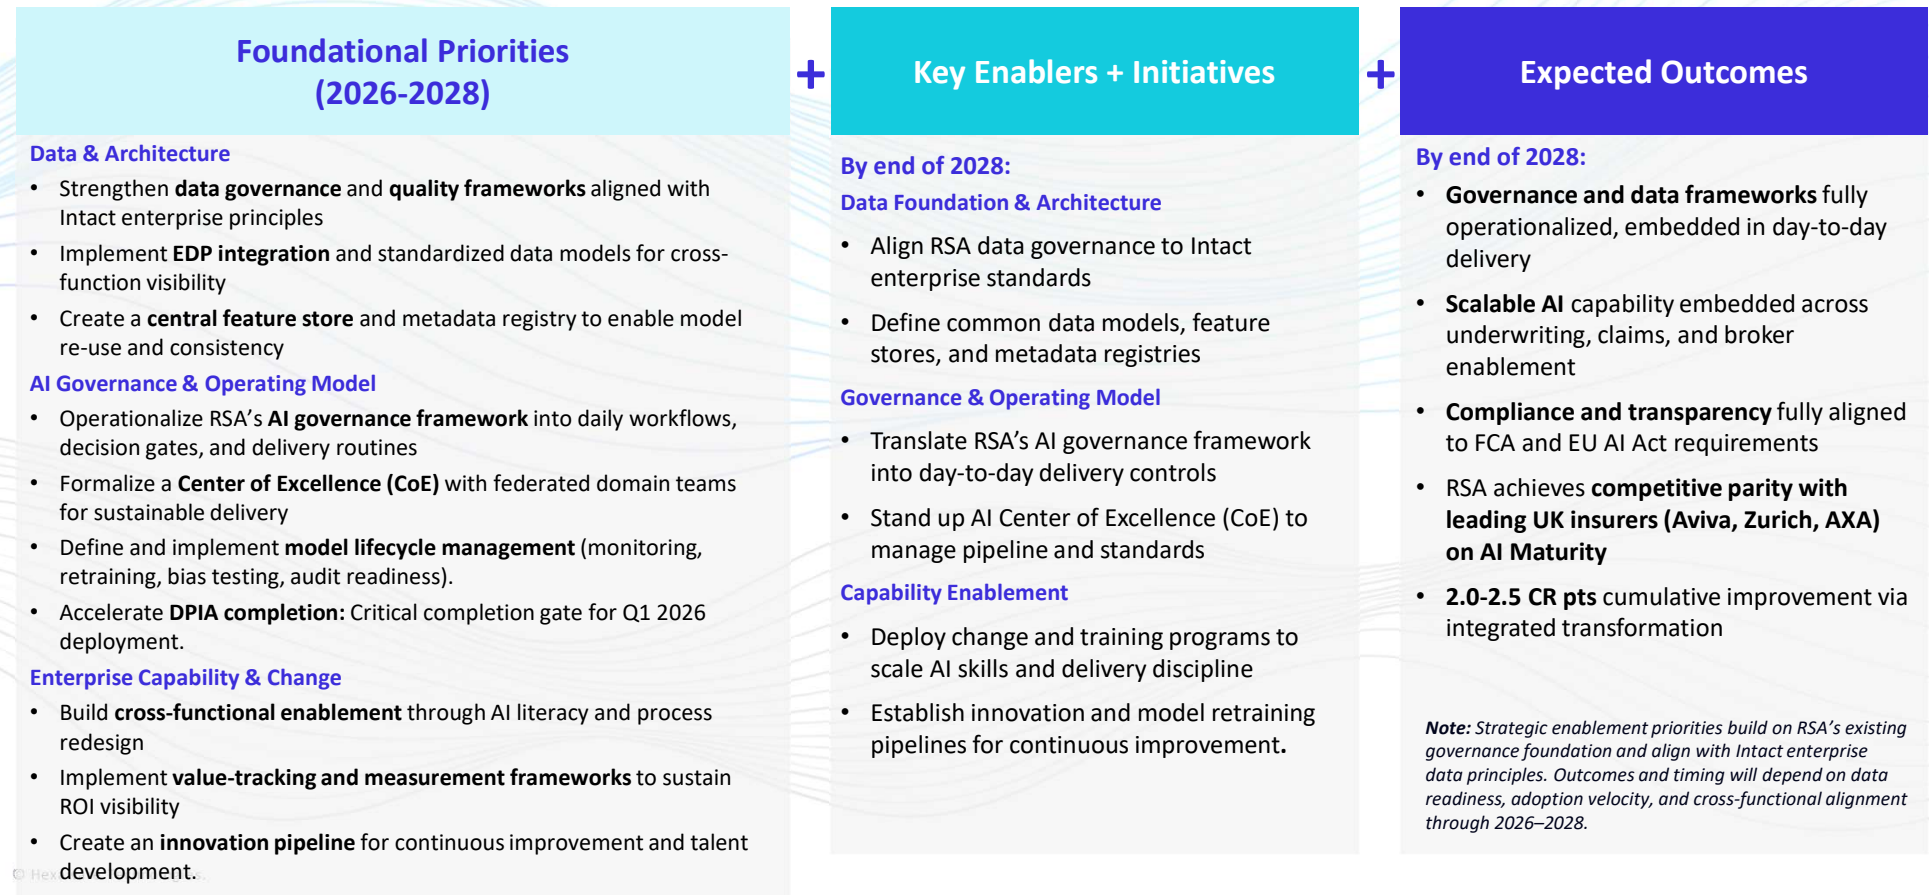 Foundational Priorities
(2026-2028)
Data & Architecture
• Strengthen data governance and quality frameworks aligned with
Intact enterprise principles
• Implement EDP integration and standardized data models for cross-
function visibility
• Create a central feature store and metadata registry to enable model
re-use and consistency
AI Governance & Operating Model
• Operationalize RSA’s AI governance framework into daily workflows,
decision gates, and delivery routines
• Formalize a Center of Excellence (CoE) with federated domain teams
for sustainable delivery
• Define and implement model lifecycle management (monitoring,
retraining, bias testing, audit readiness).
• Accelerate DPIA completion: Critical completion gate for Q1 2026
deployment.
Enterprise Capability & Change
• Build cross-functional enablement through AI literacy and process
redesign
• Implement value-tracking and measurement frameworks to sustain
ROI visibility
• Create an innovation pipeline for continuous improvement and talent
development.
©
+
Key Enablers + Initiatives
By end of 2028:
Data Foundation & Architecture
• Align RSA data governance to Intact
enterprise standards
• Define common data models, feature
stores, and metadata registries
Governance & Operating Model
• Translate RSA’s AI governance framework
into day-to-day delivery controls
• Stand up AI Center of Excellence (CoE) to
manage pipeline and standards
Capability Enablement
• Deploy change and training programs to
scale AI skills and delivery discipline
• Establish innovation and model retraining
pipelines for continuous improvement.
+
Expected Outcomes
By end of 2028:
• Governance and data frameworks fully
operationalized, embedded in day-to-day
delivery
• Scalable AI capability embedded across
underwriting, claims, and broker
enablement
• Compliance and transparency fully aligned
to FCA and EU AI Act requirements
• RSA achieves competitive parity with
leading UK insurers (Aviva, Zurich, AXA)
on AI Maturity
• 2.0-2.5 CR pts cumulative improvement via
integrated transformation
Note: Strategic enablement priorities build on RSA’s existing
governance foundation and align with Intact enterprise
data principles. Outcomes and timing will depend on data
readiness, adoption velocity, and cross-functional alignment
through 2026–2028.